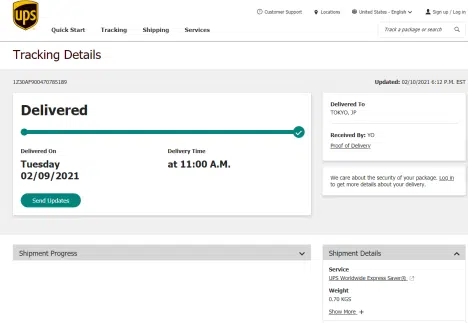 ups
Customer Support
Locations
United States - English
Sign up / Log in
Quick Start
Tracking
Shipping
Services
Track a package or search
Tracking Details
1Z30AF900470785189
Updated: 02/10/2021 6:12 P.M. EST
Delivered
Delivered On
Tuesday
02/09/2021
Delivery Time
at 11:00 A.M.
Send Updates
Delivered To
TOKYO, JP
Received By: YO
Proof of Delivery
We care about the security of your package. Log in
to get more details about your delivery.
Shipment Progress
Shipment Details
Service
UPS Worldwide Express Saver®
Weight
0.70 KGS
Show More +